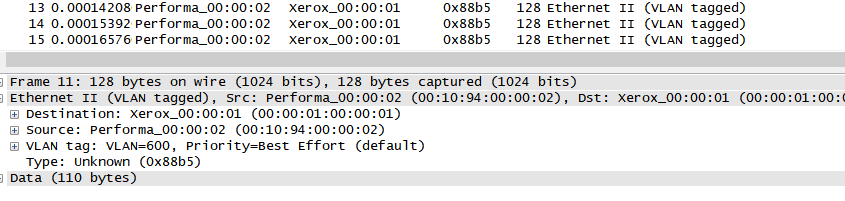 13 0.00014208 Performa_00:00:02 Xerox_00:00:01 0x88b5 128 Ethernet II (VLAN tagged)
14 0.00015392 Performa_00:00:02 Xerox_00:00:01 0x88b5 128 Ethernet II (VLAN tagged)
15 0.00016576 Performa_00:00:02 Xerox_00:00:01 0x88b5 128 Ethernet II (VLAN tagged)
Frame 11: 128 bytes on wire (1024 bits), 128 bytes captured (1024 bits)
Ethernet II (VLAN tagged), Src: Performa_00:00:02 (00:10:94:00:00:02), Dst: Xerox_00:00:01 (00:00:01:00:0
Destination: Xerox_00:00:01 (00:00:01:00:00:01)
Source: Performa_00:00:02 (00:10:94:00:00:02)
VLAN tag: VLAN=600, Priority=Best Effort (default)
Type: Unknown (0x88b5)
Data (110 bytes)